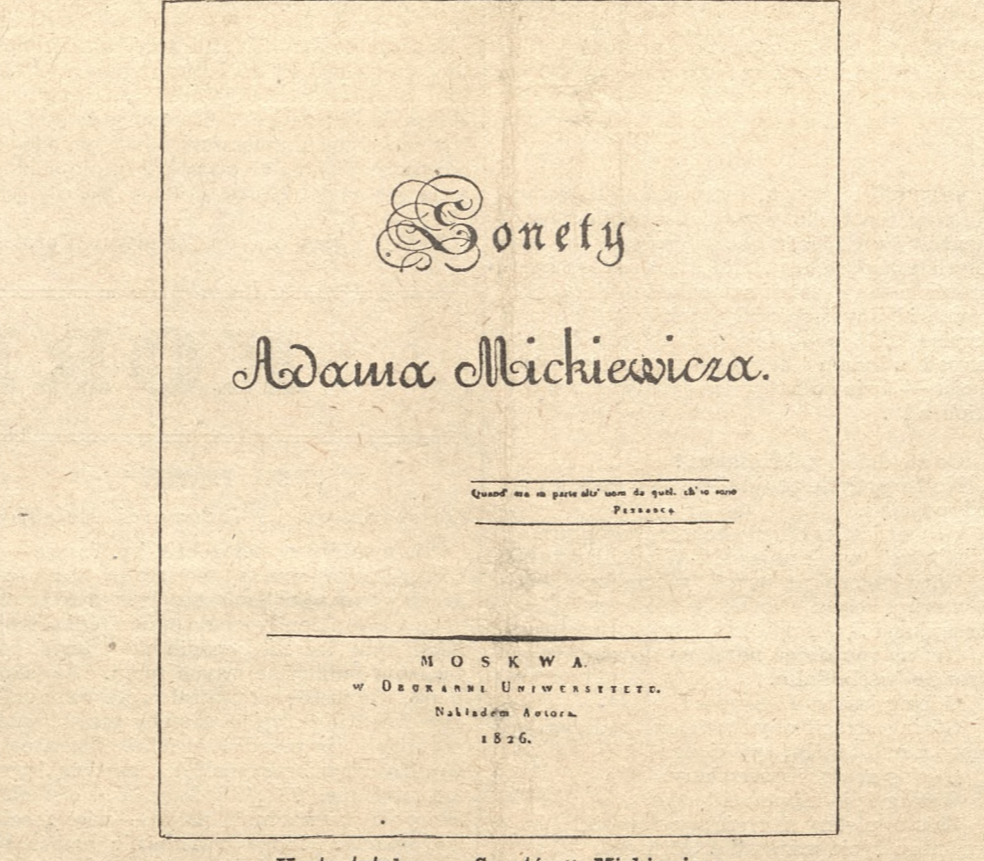 Sonety
Adama Mickiewicza.
Quand' era in parte altr' uom da quel, ch'io sono
Petrarca
MOSKWA.
w Drukarni Uniwersytetu.
Nakładem Autora.
1826.